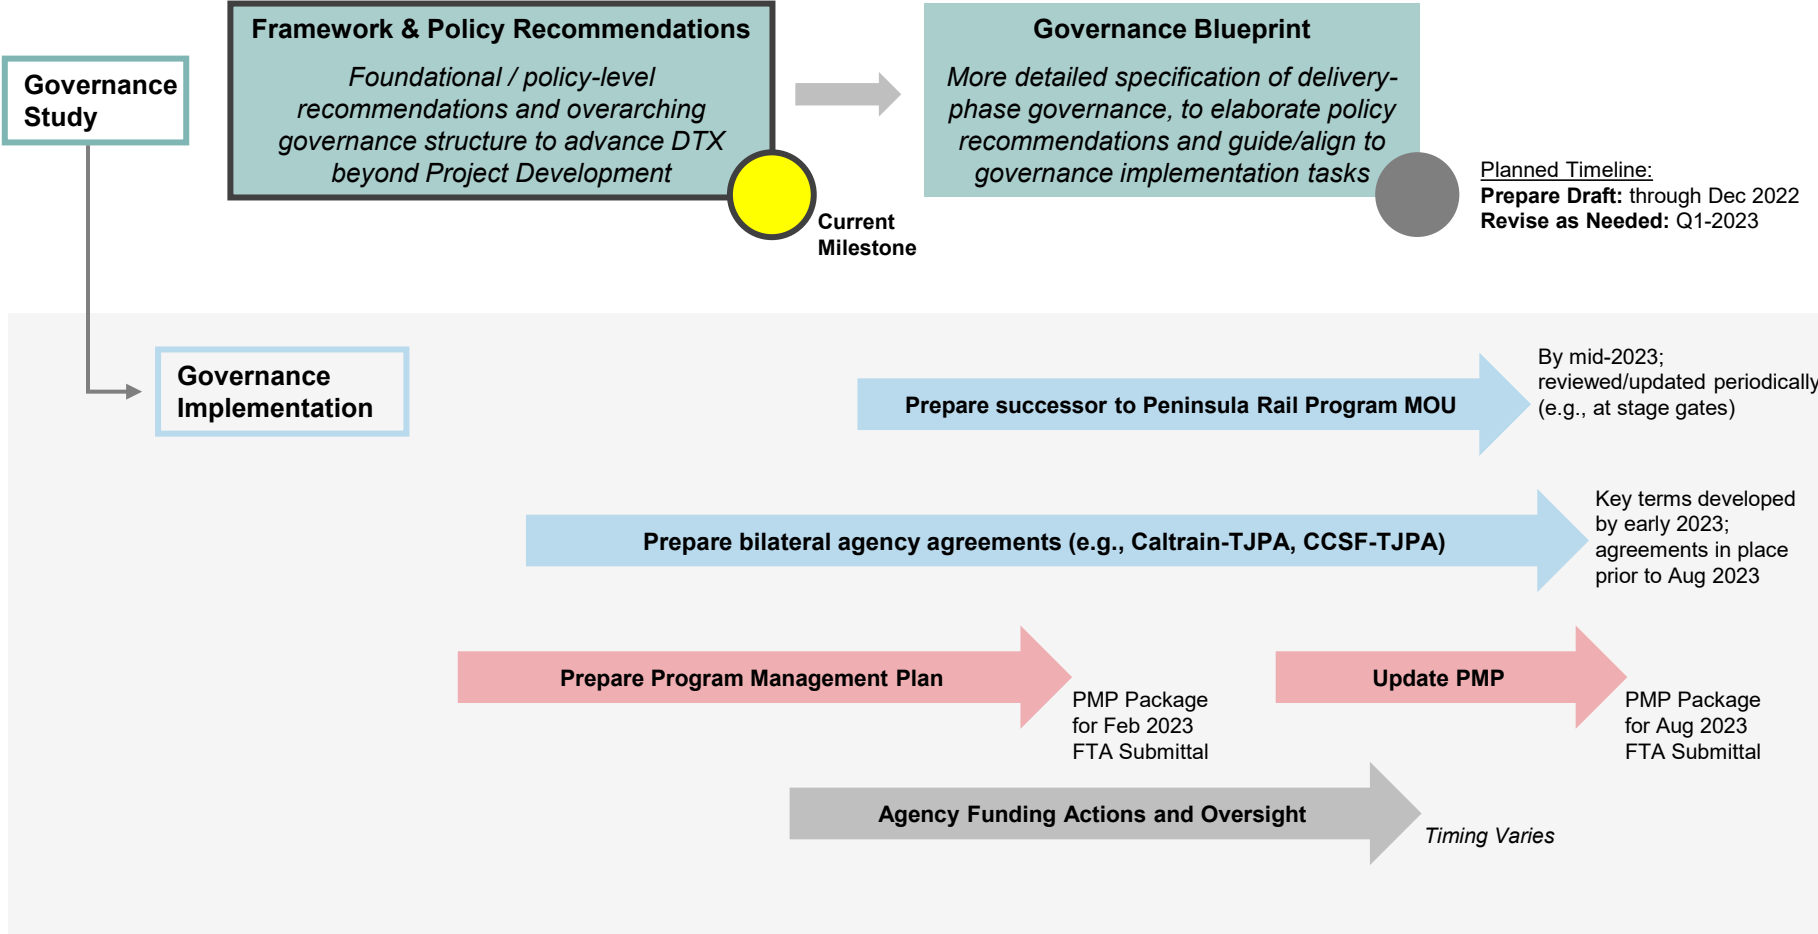 Framework & Policy Recommendations
Foundational / policy-level
recommendations and overarching
governance structure to advance DTX
beyond Project Development
Governance Blueprint
More detailed specification of delivery-
phase governance, to elaborate policy
recommendations and guide/align to
governance implementation tasks
Governance
Study
Current
Milestone
Planned Timeline:
Prepare Draft: through Dec 2022
Revise as Needed: Q1-2023
Governance
Implementation
Prepare successor to Peninsula Rail Program MOU
By mid-2023;
reviewed/updated periodically
(e.g., at stage gates)
Prepare bilateral agency agreements (e.g., Caltrain-TJPA, CCSF-TJPA)
Key terms developed
by early 2023;
agreements in place
prior to Aug 2023
Prepare Program Management Plan
PMP Package
for Feb 2023
FTA Submittal
Update PMP
PMP Package
for Aug 2023
FTA Submittal
Agency Funding Actions and Oversight
Timing Varies